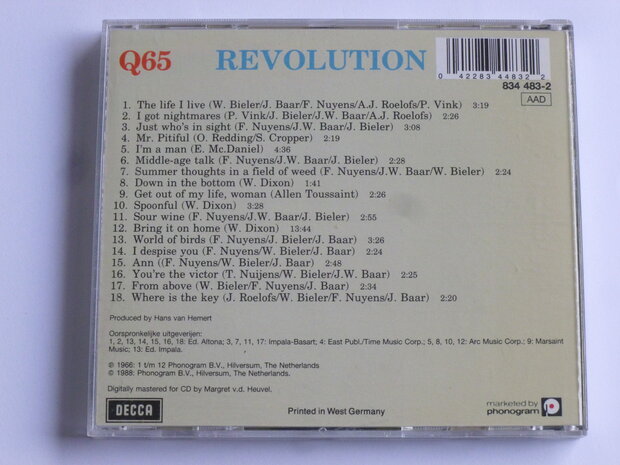 Q65 REVOLUTION
0 42283 44832 2
834 483-2
AAD
1. The life I live (W. Bieler/J. Baar/F. Nuyens/A.J. Roelofs/P. Vink) 3:19
2. I got nightmares (P. Vink/J. Bieler/J.W. Baar/A.J. Roelofs) 2:26
3. Just who's in sight (F. Nuyens/J.W. Baar/J. Bieler) 3:08
4. Mr. Pitiful (O. Redding/S. Cropper) 2:19
5. I'm a man (E. Mc.Daniel) 4:36
6. Middle-age talk (F. Nuyens/J.W. Baar/J. Bieler) 2:28
7. Summer thoughts in a field of weed (F. Nuyens/J.W. Baar/W. Bieler) 2:24
8. Down in the bottom (W. Dixon) 1:41
9. Get out of my life, woman (Allen Toussaint) 2:26
10. Spoonful (W. Dixon) 3:28
11. Sour wine (F. Nuyens/J.W. Baar/J. Bieler) 2:55
12. Bring it on home (W. Dixon) 13:44
13. World of birds (F. Nuyens/J. Bieler/J. Baar) 3:26
14. I despise you (F. Nuyens/W. Bieler/J. Baar) 2:24
15. Ann ((F. Nuyens/W. Bieler/J. Baar) 2:48
16. You're the victor (T. Nuijens/W. Bieler/J.W. Baar) 2:25
17. From above (W. Bieler/F. Nuyens/J. Baar) 2:34
18. Where is the key (J. Roelofs/W. Bieler/F. Nuyens/J. Baar) 2:20
Produced by Hans van Hemert
Oorspronkelijke uitgeverijen:
1, 2, 13, 14, 15, 16, 18: Ed. Altona; 3, 7, 11, 17: Impala-Basart; 4: East Publ./Time Music Corp.; 5, 8, 10, 12: Arc Music Corp.; 9: Marsaint
Music; 13: Ed. Impala.
℗ 1966: 1 t/m 12 Phonogram B.V., Hilversum, The Netherlands
© 1988: Phonogram B.V., Hilversum, The Netherlands.
Digitally mastered for CD by Margret v.d. Heuvel.
DECCA
Printed in West Germany
marketed by
phonogram